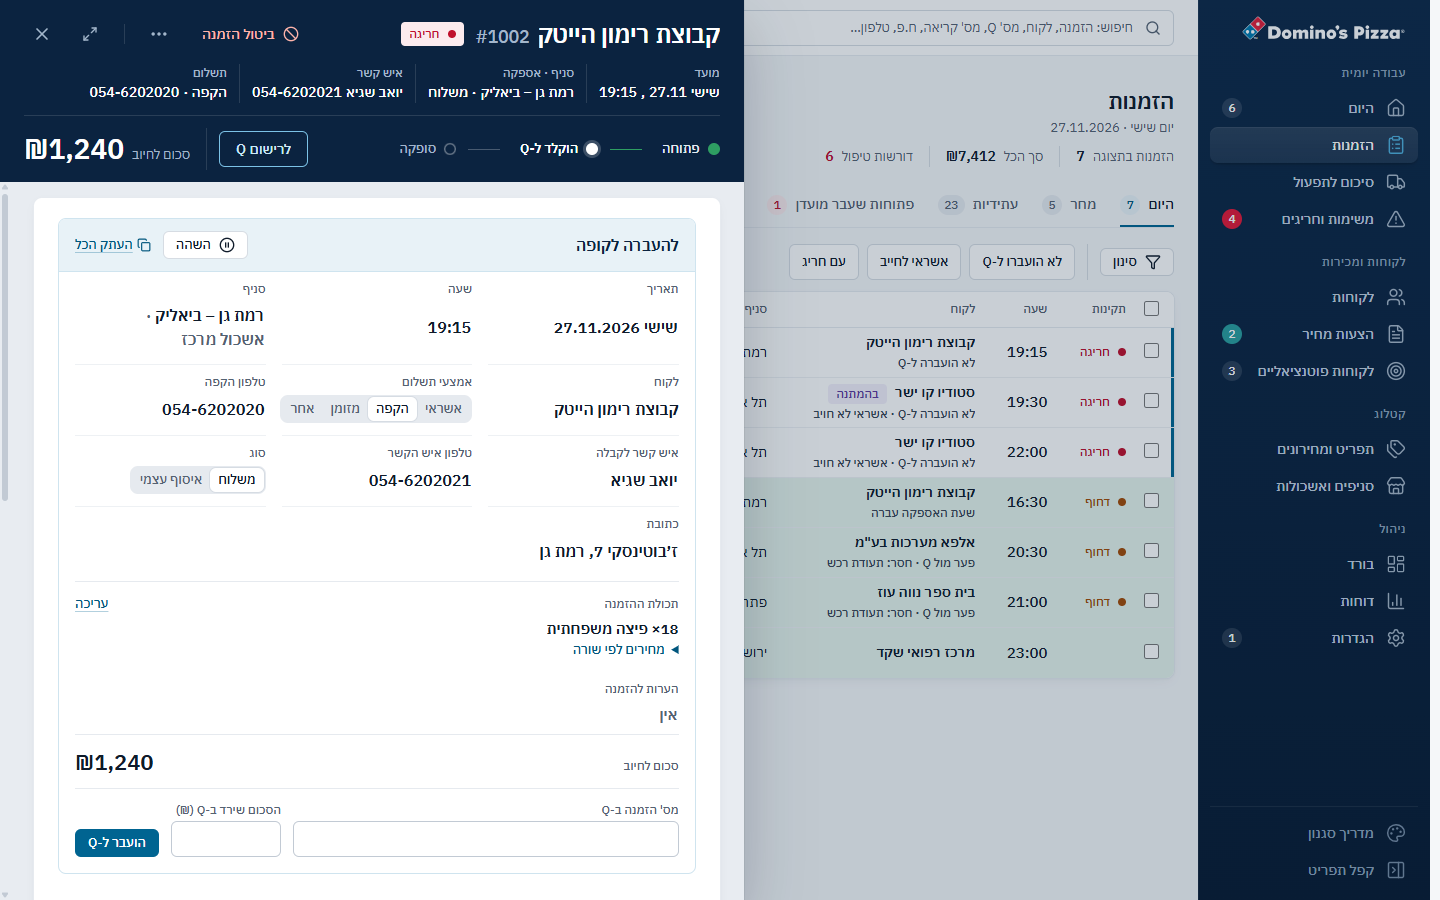 Domino's Pizza
עבודה יומית
היום 6
הזמנות
סיכום לתפעול
משימות וחריגים 4
לקוחות ומכירות
לקוחות
הצעות מחיר 2
לקוחות פוטנציאליים 3
קטלוג
תפריט ומחירונים
סניפים ואשכולות
ניהול
בורד
דוחות
הגדרות 1
מדריך סגנון
קפל תפריט
חיפוש: הזמנה, לקוח, מס' Q, מס' קריאה, ח.פ, טלפון...
הזמנות
יום שישי · 27.11.2026
הזמנות בתצוגה 7 סך הכל ₪7,412 דורשות טיפול 6
היום 7 מחר 5 עתידיות 23 פתוחות שעבר מועדן 1
סינון לא הועברו ל-Q אשראי לחייב עם חריג
תקינות שעה לקוח סניף
חריגה 19:15 קבוצת רימון הייטק רמת
לא הועברה ל-Q
חריגה 19:30 סטודיו קו ישר בהמתנה תל א
לא הועברה ל-Q · אשראי לא חויב
חריגה 22:00 סטודיו קו ישר תל א
לא הועברה ל-Q · אשראי לא חויב
דחוף 16:30 קבוצת רימון הייטק רמת
שעת האספקה עברה
דחוף 20:30 אלפא מערכות בע"מ תל א
פער מול Q · חסר: תעודת רכש
דחוף 21:00 בית ספר נווה עוז פתח
פער מול Q · חסר: תעודת רכש
23:00 מרכז רפואי שקד ירוש
קבוצת רימון הייטק #1002 חריגה ביטול הזמנה
מועד סניף · אספקה איש קשר תשלום
שישי 27.11 , 19:15 רמת גן – ביאליק · משלוח יואב שגיא 054-6202021 הקפה · 054-6202020
פתוחה הוקלד ל-Q סופקה לרישום Q סכום לחיוב ₪1,240
להעברה לקופה השהה העתק הכל
תאריך שעה סניף
שישי 27.11.2026 19:15 רמת גן – ביאליק ·
אשכול מרכז
לקוח אמצעי תשלום טלפון הקפה
קבוצת רימון הייטק אשראי הקפה מזומן אחר 054-6202020
איש קשר לקבלה טלפון איש הקשר סוג
יואב שגיא 054-6202021 משלוח איסוף עצמי
כתובת
ז'בוטינסקי 7, רמת גן
תכולת ההזמנה עריכה
18× פיצה משפחתית
מחירים לפי שורה
הערות להזמנה
אין
סכום לחיוב ₪1,240
מס' הזמנה ב-Q הסכום שירד ב-Q (₪)
הועבר ל-Q